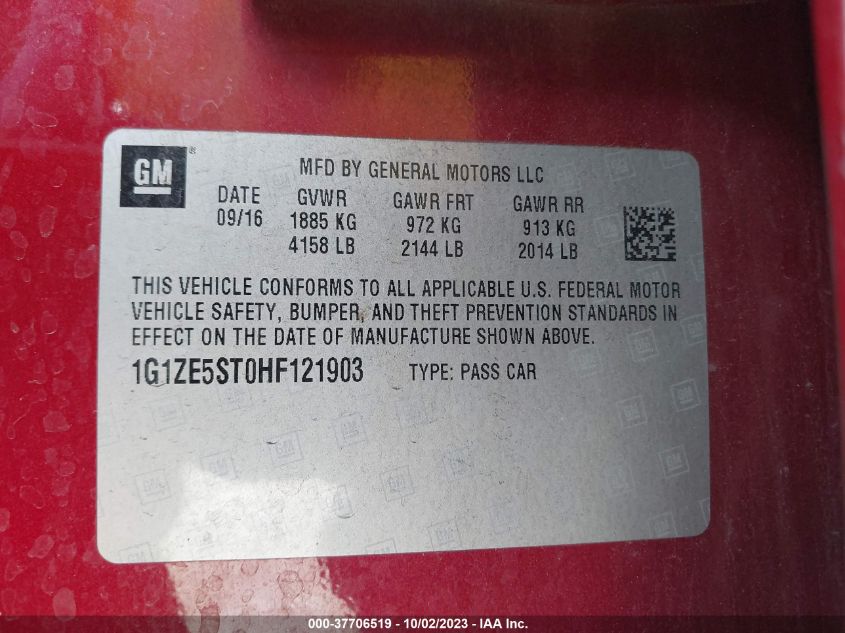 GM
®
MFD BY GENERAL MOTORS LLC
DATE GVWR GAWR FRT GAWR RR
09/16 1885 KG 972 KG 913 KG
4158 LB 2144 LB 2014 LB
THIS VEHICLE CONFORMS TO ALL APPLICABLE U.S. FEDERAL MOTOR
VEHICLE SAFETY, BUMPER, AND THEFT PREVENTION STANDARDS IN
EFFECT ON THE DATE OF MANUFACTURE SHOWN ABOVE.
1G1ZE5ST0HF121903 TYPE: PASS CAR
000-37706519 - 10/02/2023 - IAA Inc.